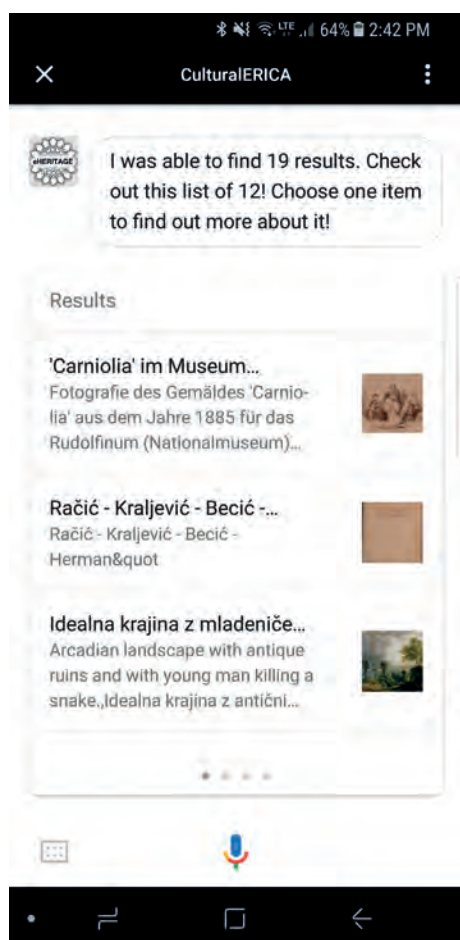 LTE 64% 2:42 PM
CulturalERICA
eHERITAGE
I was able to find 19 results. Check
out this list of 12! Choose one item
to find out more about it!
Results
'Carniolia' im Museum...
Fotografie des Gemäldes 'Carnio-
lia' aus dem Jahre 1885 für das
Rudolfinum (Nationalmuseum)...
Račić - Kraljević - Becić -...
Račić - Kraljević - Becić -
Herman&quot
Idealna krajina z mladeniče...
Arcadian landscape with antique
ruins and with young man killing a
snake.,Idealna krajina z antični...